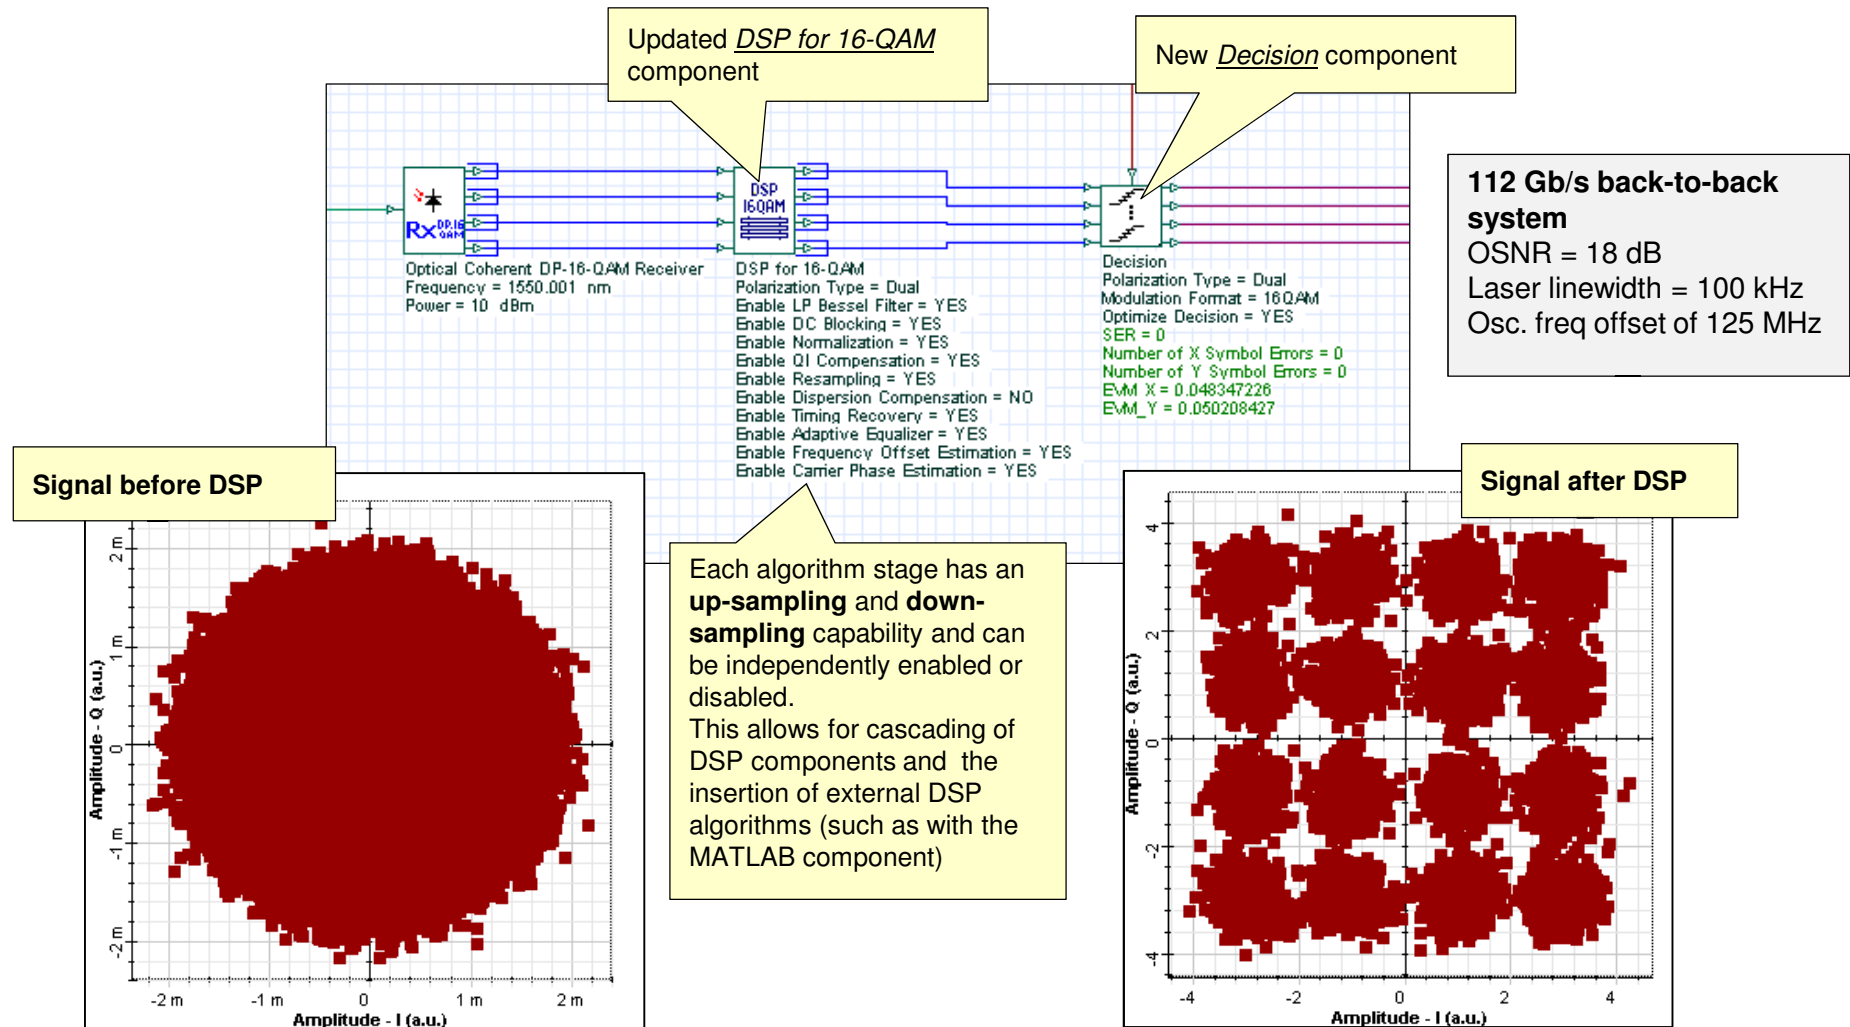 Updated DSP for 16-QAM
component
New Decision component
DSP
16QAM
Rx DP.16
QAM
Optical Coherent DP-16-QAM Receiver
Frequency = 1550.001 nm
Power = 10 dBm
DSP for 16-QAM
Polarization Type = Dual
Enable LP Bessel Filter = YES
Enable DC Blocking = YES
Enable Normalization = YES
Enable QI Compensation = YES
Enable Resampling = YES
Enable Dispersion Compensation = NO
Enable Timing Recovery = YES
Enable Adaptive Equalizer = YES
Enable Frequency Offset Estimation = YES
Enable Carrier Phase Estimation = YES
Decision
Polarization Type = Dual
Modulation Format = 16QAM
Optimize Decision = YES
SER = 0
Number of X Symbol Errors = 0
Number of Y Symbol Errors = 0
EVM_X = 0.048347226
EVM_Y = 0.050208427
112 Gb/s back-to-back
system
OSNR = 18 dB
Laser linewidth = 100 kHz
Osc. freq offset of 125 MHz
Signal before DSP
2 m
1 m
0
-1 m
-2 m
Amplitude - Q (a.u.)
-2 m -1 m 0 1 m 2 m
Amplitude - I (a.u.)
Each algorithm stage has an
up-sampling and down-
sampling capability and can
be independently enabled or
disabled.
This allows for cascading of
DSP components and the
insertion of external DSP
algorithms (such as with the
MATLAB component)
Signal after DSP
4
2
0
-2
-4
Amplitude - Q (a.u.)
-4 -2 0 2 4
Amplitude - I (a.u.)